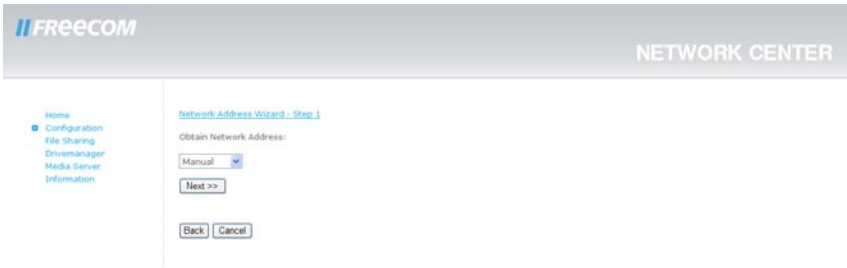 FREECOM
NETWORK CENTER
Home
Configuration
File Sharing
Drivemanager
Media Server
Information
Network Address Wizard - Step 1
Obtain Network Address:
Manual
Next >>
Back Cancel